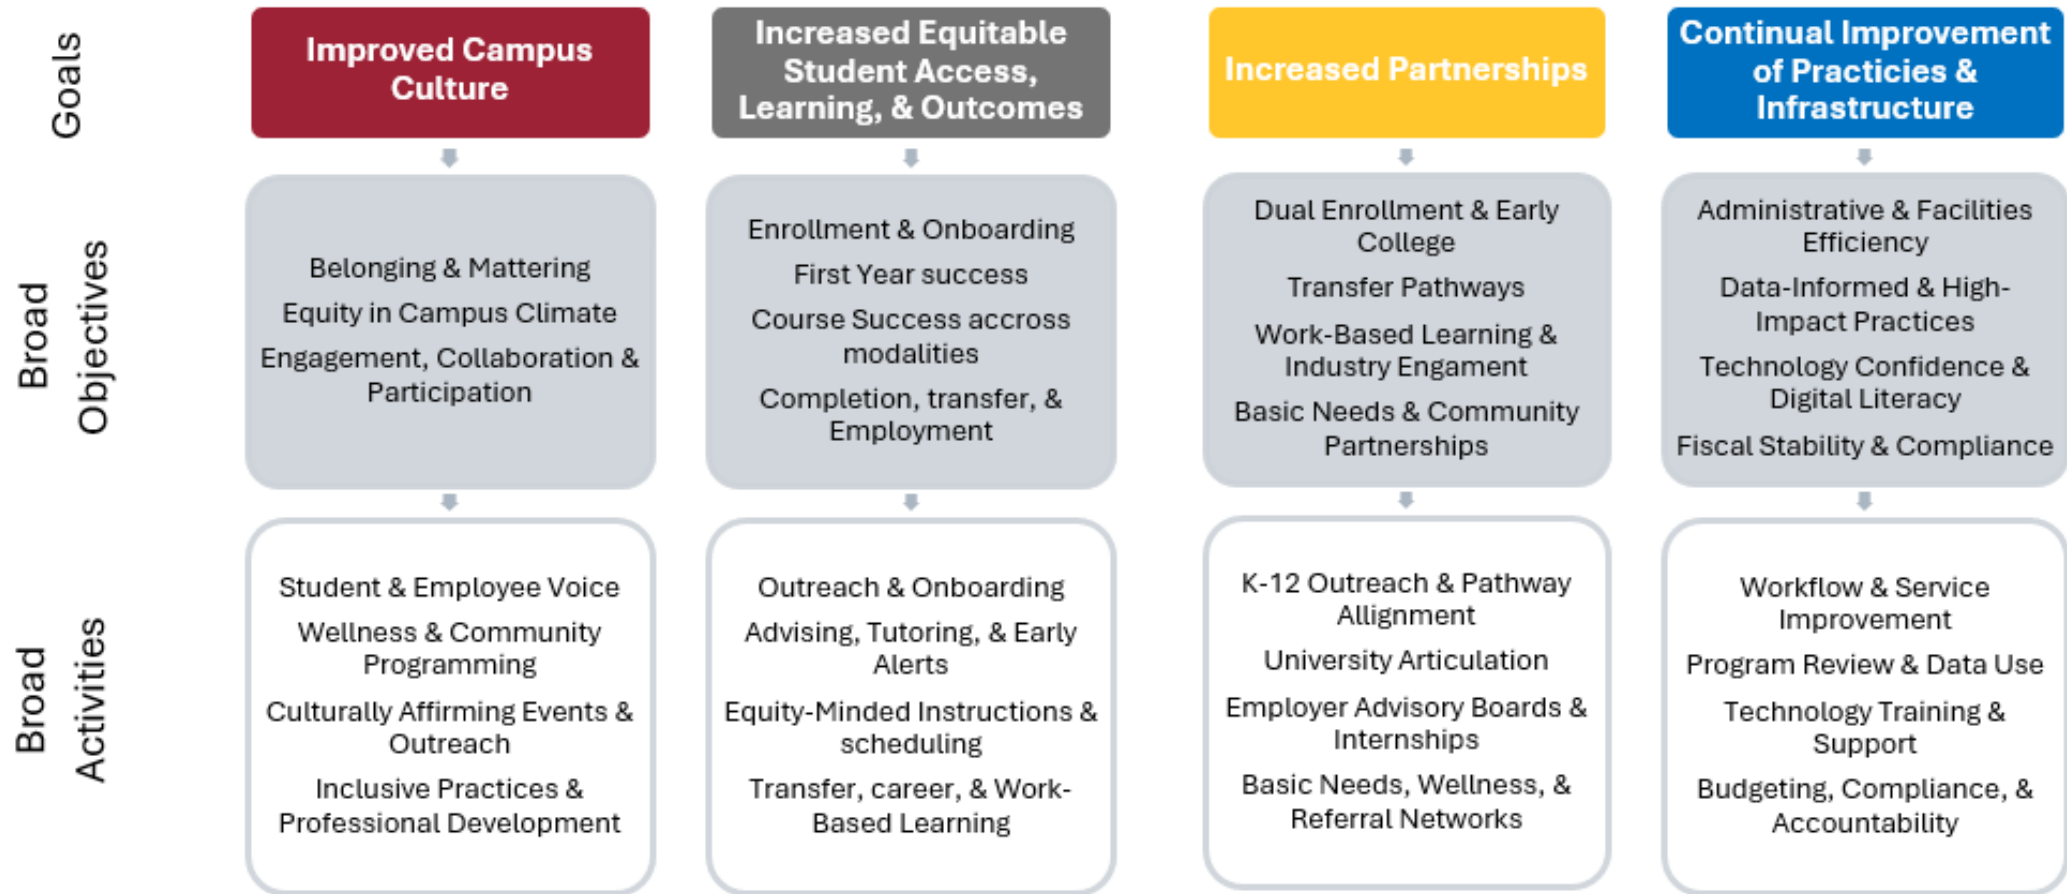 Goals
Improved Campus
Culture
Increased Equitable
Student Access,
Learning, & Outcomes
Increased Partnerships
Continual Improvement
of Practicies &
Infrastructure
Broad
Objectives
Belonging & Mattering
Equity in Campus Climate
Engagement, Collaboration &
Participation
Enrollment & Onboarding
First Year success
Course Success accross
modalities
Completion, transfer, &
Employment
Dual Enrollment & Early
College
Transfer Pathways
Work-Based Learning &
Industry Engament
Basic Needs & Community
Partnerships
Administrative & Facilities
Efficiency
Data-Informed & High-
Impact Practices
Technology Confidence &
Digital Literacy
Fiscal Stability & Compliance
Broad
Activities
Student & Employee Voice
Wellness & Community
Programming
Culturally Affirming Events &
Outreach
Inclusive Practices &
Professional Development
Outreach & Onboarding
Advising, Tutoring, & Early
Alerts
Equity-Minded Instructions &
scheduling
Transfer, career, & Work-
Based Learning
K-12 Outreach & Pathway
Allignment
University Articulation
Employer Advisory Boards &
Internships
Basic Needs, Wellness, &
Referral Networks
Workflow & Service
Improvement
Program Review & Data Use
Technology Training &
Support
Budgeting, Compliance, &
Accountability